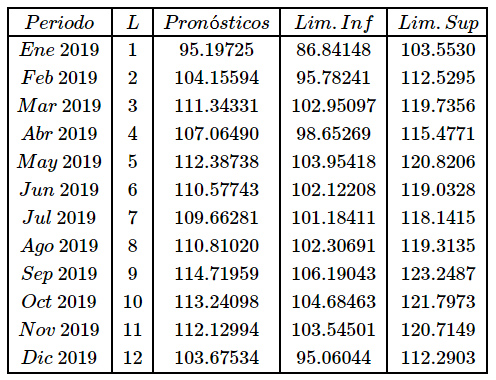 Periodo L Pronósticos Lim. Inf Lim. Sup
Ene 2019 1 95.19725 86.84148 103.5530
Feb 2019 2 104.15594 95.78241 112.5295
Mar 2019 3 111.34331 102.95097 119.7356
Abr 2019 4 107.06490 98.65269 115.4771
May 2019 5 112.38738 103.95418 120.8206
Jun 2019 6 110.57743 102.12208 119.0328
Jul 2019 7 109.66281 101.18411 118.1415
Ago 2019 8 110.81020 102.30691 119.3135
Sep 2019 9 114.71959 106.19043 123.2487
Oct 2019 10 113.24098 104.68463 121.7973
Nov 2019 11 112.12994 103.54501 120.7149
Dic 2019 12 103.67534 95.06044 112.2903